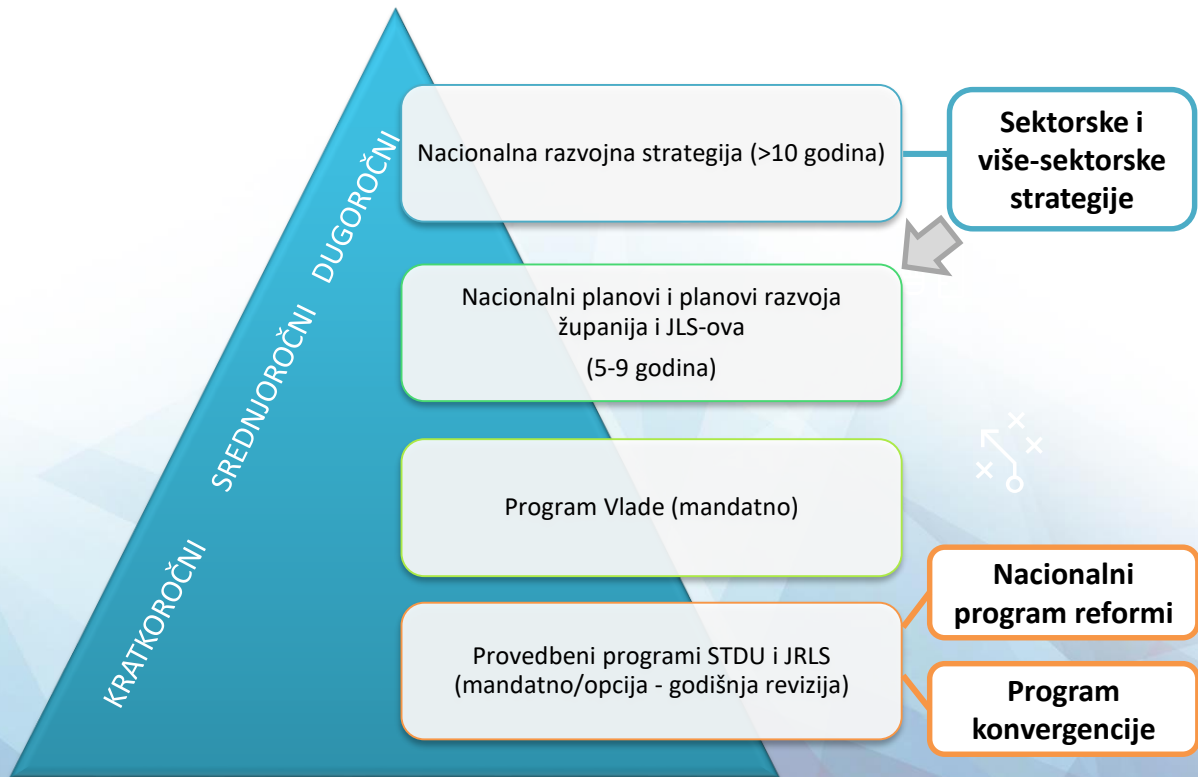 DUGOROČNI
SREDNJOROČNI
KRATKOROČNI
Nacionalna razvojna strategija (>10 godina)
Sektorske i
više-sektorske
strategije
Nacionalni planovi i planovi razvoja
županija i JLS-ova
(5-9 godina)
Program Vlade (mandatno)
Provedbeni programi STDU i JRLS
(mandatno/opcija - godišnja revizija)
Nacionalni
program reformi
Program
konvergencije